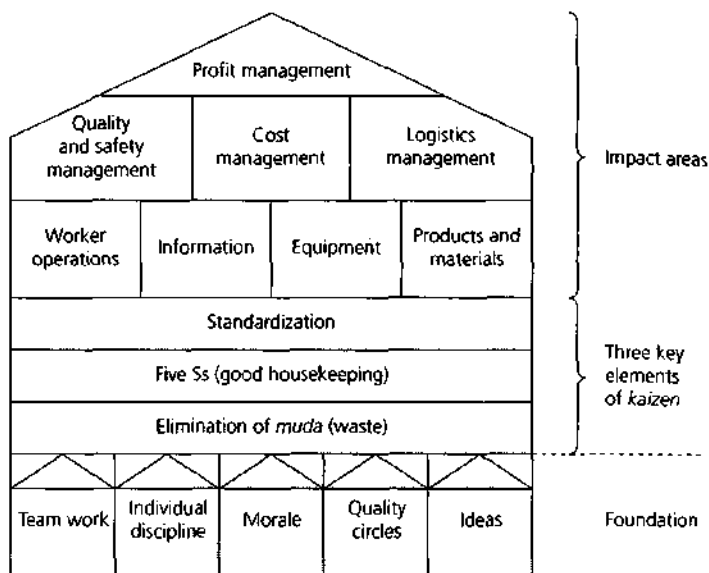 Profit management
Quality
and safety
management
Cost
management
Logistics
management
Impact areas
Worker
operations
Information
Equipment
Products and
materials
Standardization
Five Ss (good housekeeping)
Elimination of muda (waste)
Three key
elements
of kaizen
Team work
Individual
discipline
Morale
Quality
circles
Ideas
Foundation